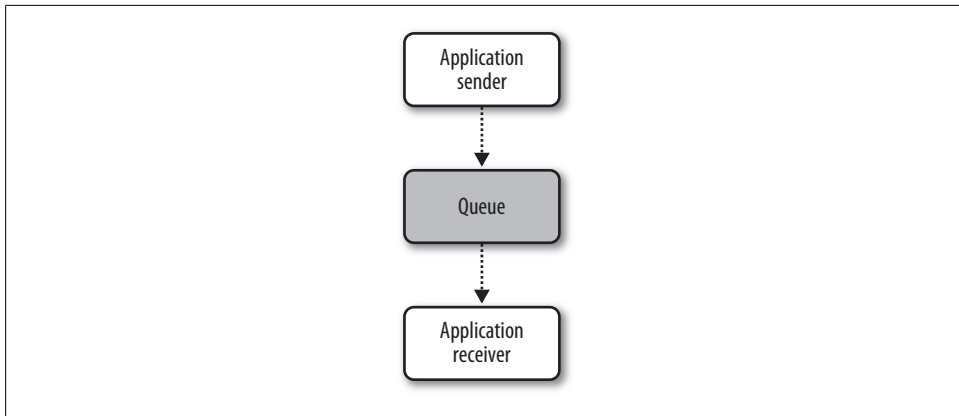 Application
sender
Queue
Application
receiver